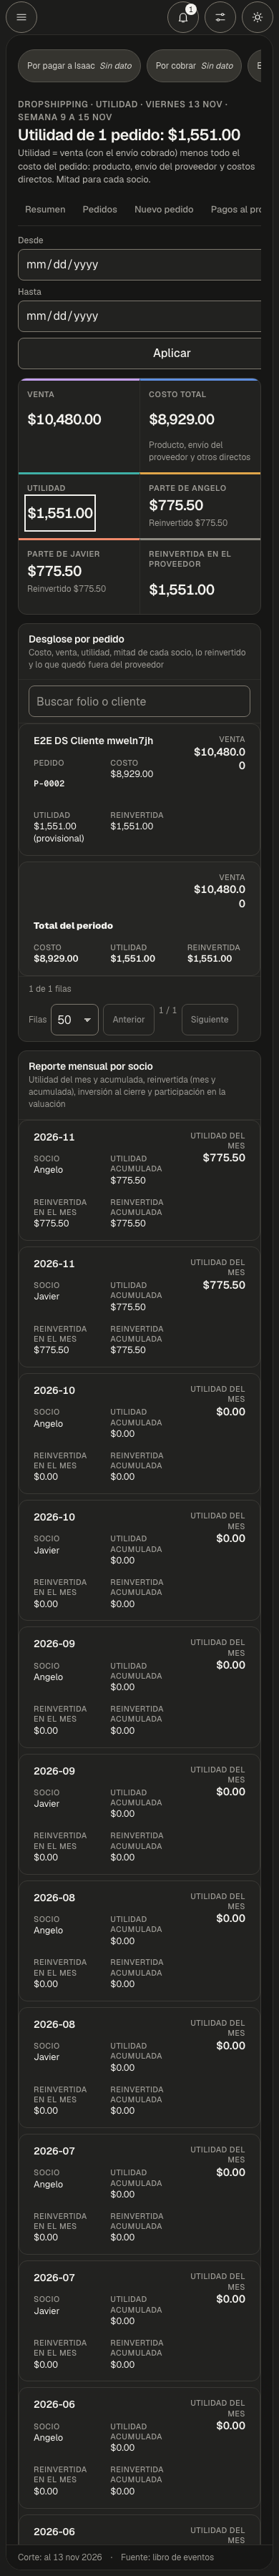 1
Por pagar a Isaac Sin dato
Por cobrar Sin dato
E
DROPSHIPPING · UTILIDAD · VIERNES 13 NOV ·
SEMANA 9 A 15 NOV
Utilidad de 1 pedido: $1,551.00
Utilidad = venta (con el envío cobrado) menos todo el
costo del pedido: producto, envío del proveedor y costos
directos. Mitad para cada socio.
Resumen Pedidos Nuevo pedido Pagos al pro
Desde
mm/dd/yyyy
Hasta
mm/dd/yyyy
Aplicar
VENTA
$10,480.00
COSTO TOTAL
$8,929.00
Producto, envío del
proveedor y otros directos
UTILIDAD
$1,551.00
PARTE DE ANGELO
$775.50
Reinvertido $775.50
PARTE DE JAVIER
$775.50
Reinvertido $775.50
REINVERTIDA EN EL
PROVEEDOR
$1,551.00
Desglose por pedido
Costo, venta, utilidad, mitad de cada socio, lo reinvertido
y lo que quedó fuera del proveedor
Buscar folio o cliente
E2E DS Cliente mweln7jh
VENTA
$10,480.0
0
PEDIDO
P-0002
COSTO
$8,929.00
UTILIDAD
$1,551.00
(provisional)
REINVERTIDA
$1,551.00
VENTA
$10,480.0
0
Total del periodo
COSTO
$8,929.00
UTILIDAD
$1,551.00
REINVERTIDA
$1,551.00
1 de 1 filas
Filas 50 Anterior 1 / 1 Siguiente
Reporte mensual por socio
Utilidad del mes y acumulada, reinvertida (mes y
acumulada), inversión al cierre y participación en la
valuación
2026-11
UTILIDAD DEL
MES
$775.50
SOCIO
Angelo
UTILIDAD
ACUMULADA
$775.50
REINVERTIDA
EN EL MES
$775.50
REINVERTIDA
ACUMULADA
$775.50
2026-11
UTILIDAD DEL
MES
$775.50
SOCIO
Javier
UTILIDAD
ACUMULADA
$775.50
REINVERTIDA
EN EL MES
$775.50
REINVERTIDA
ACUMULADA
$775.50
2026-10
UTILIDAD DEL
MES
$0.00
SOCIO
Angelo
UTILIDAD
ACUMULADA
$0.00
REINVERTIDA
EN EL MES
$0.00
REINVERTIDA
ACUMULADA
$0.00
2026-10
UTILIDAD DEL
MES
$0.00
SOCIO
Javier
UTILIDAD
ACUMULADA
$0.00
REINVERTIDA
EN EL MES
$0.00
REINVERTIDA
ACUMULADA
$0.00
2026-09
UTILIDAD DEL
MES
$0.00
SOCIO
Angelo
UTILIDAD
ACUMULADA
$0.00
REINVERTIDA
EN EL MES
$0.00
REINVERTIDA
ACUMULADA
$0.00
2026-09
UTILIDAD DEL
MES
$0.00
SOCIO
Javier
UTILIDAD
ACUMULADA
$0.00
REINVERTIDA
EN EL MES
$0.00
REINVERTIDA
ACUMULADA
$0.00
2026-08
UTILIDAD DEL
MES
$0.00
SOCIO
Angelo
UTILIDAD
ACUMULADA
$0.00
REINVERTIDA
EN EL MES
$0.00
REINVERTIDA
ACUMULADA
$0.00
2026-08
UTILIDAD DEL
MES
$0.00
SOCIO
Javier
UTILIDAD
ACUMULADA
$0.00
REINVERTIDA
EN EL MES
$0.00
REINVERTIDA
ACUMULADA
$0.00
2026-07
UTILIDAD DEL
MES
$0.00
SOCIO
Angelo
UTILIDAD
ACUMULADA
$0.00
REINVERTIDA
EN EL MES
$0.00
REINVERTIDA
ACUMULADA
$0.00
2026-07
UTILIDAD DEL
MES
$0.00
SOCIO
Javier
UTILIDAD
ACUMULADA
$0.00
REINVERTIDA
EN EL MES
$0.00
REINVERTIDA
ACUMULADA
$0.00
2026-06
UTILIDAD DEL
MES
$0.00
SOCIO
Angelo
UTILIDAD
ACUMULADA
$0.00
REINVERTIDA
EN EL MES
$0.00
REINVERTIDA
ACUMULADA
$0.00
2026-06
UTILIDAD DEL
MES
Corte: al 13 nov 2026 · Fuente: libro de eventos